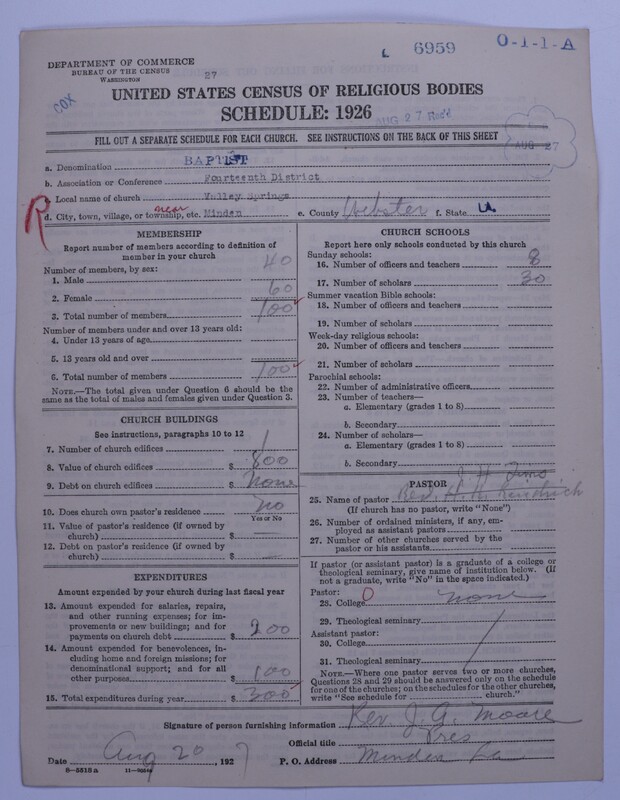 6959 O-1-1-A
DEPARTMENT OF COMMERCE
BUREAU OF THE CENSUS
WASHINGTON
27
COX
UNITED STATES CENSUS OF RELIGIOUS BODIES
SCHEDULE: 1926
AUG 27 Rec'd
FILL OUT A SEPARATE SCHEDULE FOR EACH CHURCH. SEE INSTRUCTIONS ON THE BACK OF THIS SHEET
AUG 27
a. Denomination BAPTIST
b. Association or Conference Fourteenth District
c. Local name of church Valley Springs
R
d. City, town, village, or township, etc. near Minden e. County Webster f. State
MEMBERSHIP
Report number of members according to definition of
member in your church
Number of members, by sex:
1. Male 40
2. Female 60
3. Total number of members 100
Number of members under and over 13 years old:
4. Under 13 years of age
5. 13 years old and over
6. Total number of members 100
NOTE.—The total given under Question 6 should be the
same as the total of males and females given under Question 3.
CHURCH BUILDINGS
See instructions, paragraphs 10 to 12
7. Number of church edifices 1
8. Value of church edifices $ 800
9. Debt on church edifices $ None
10. Does church own pastor's residence no
Yes or No
11. Value of pastor's residence (if owned by
church) $ —
12. Debt on pastor's residence (if owned by
church) $ —
EXPENDITURES
Amount expended by your church during last fiscal year
13. Amount expended for salaries, repairs,
and other running expenses; for im-
provements or new buildings; and for
payments on church debt $ 200
14. Amount expended for benevolences, in-
cluding home and foreign missions; for
denominational support; and for all
other purposes $ 100
15. Total expenditures during year $ 300
CHURCH SCHOOLS
Report here only schools conducted by this church
Sunday schools:
16. Number of officers and teachers 8
17. Number of scholars 30
Summer vacation Bible schools:
18. Number of officers and teachers
19. Number of scholars
Week-day religious schools:
20. Number of officers and teachers
21. Number of scholars
Parochial schools:
22. Number of administrative officers
23. Number of teachers—
a. Elementary (grades 1 to 8)
b. Secondary
24. Number of scholars—
a. Elementary (grades 1 to 8)
b. Secondary
PASTOR
J. H.
25. Name of pastor Rev.
(If church has no pastor, write "None")
26. Number of ordained ministers, if any, em-
ployed as assistant pastors
27. Number of other churches served by the
pastor or his assistants
If pastor (or assistant pastor) is a graduate of a college or
theological seminary, give name of institution below. (If
not a graduate, write "No" in the space indicated.)
Pastor:
28. College 0 none
29. Theological seminary
Assistant pastor:
30. College
31. Theological seminary
NOTE.—Where one pastor serves two or more churches,
Questions 28 and 29 should be answered only on the schedule
for one of the churches; on the schedules for the other churches,
write "See schedule for church."
Signature of person furnishing information Rev. J. A. Moore
Official title Pres
Date Aug 20, 1927 P. O. Address Minden La
8—5518a